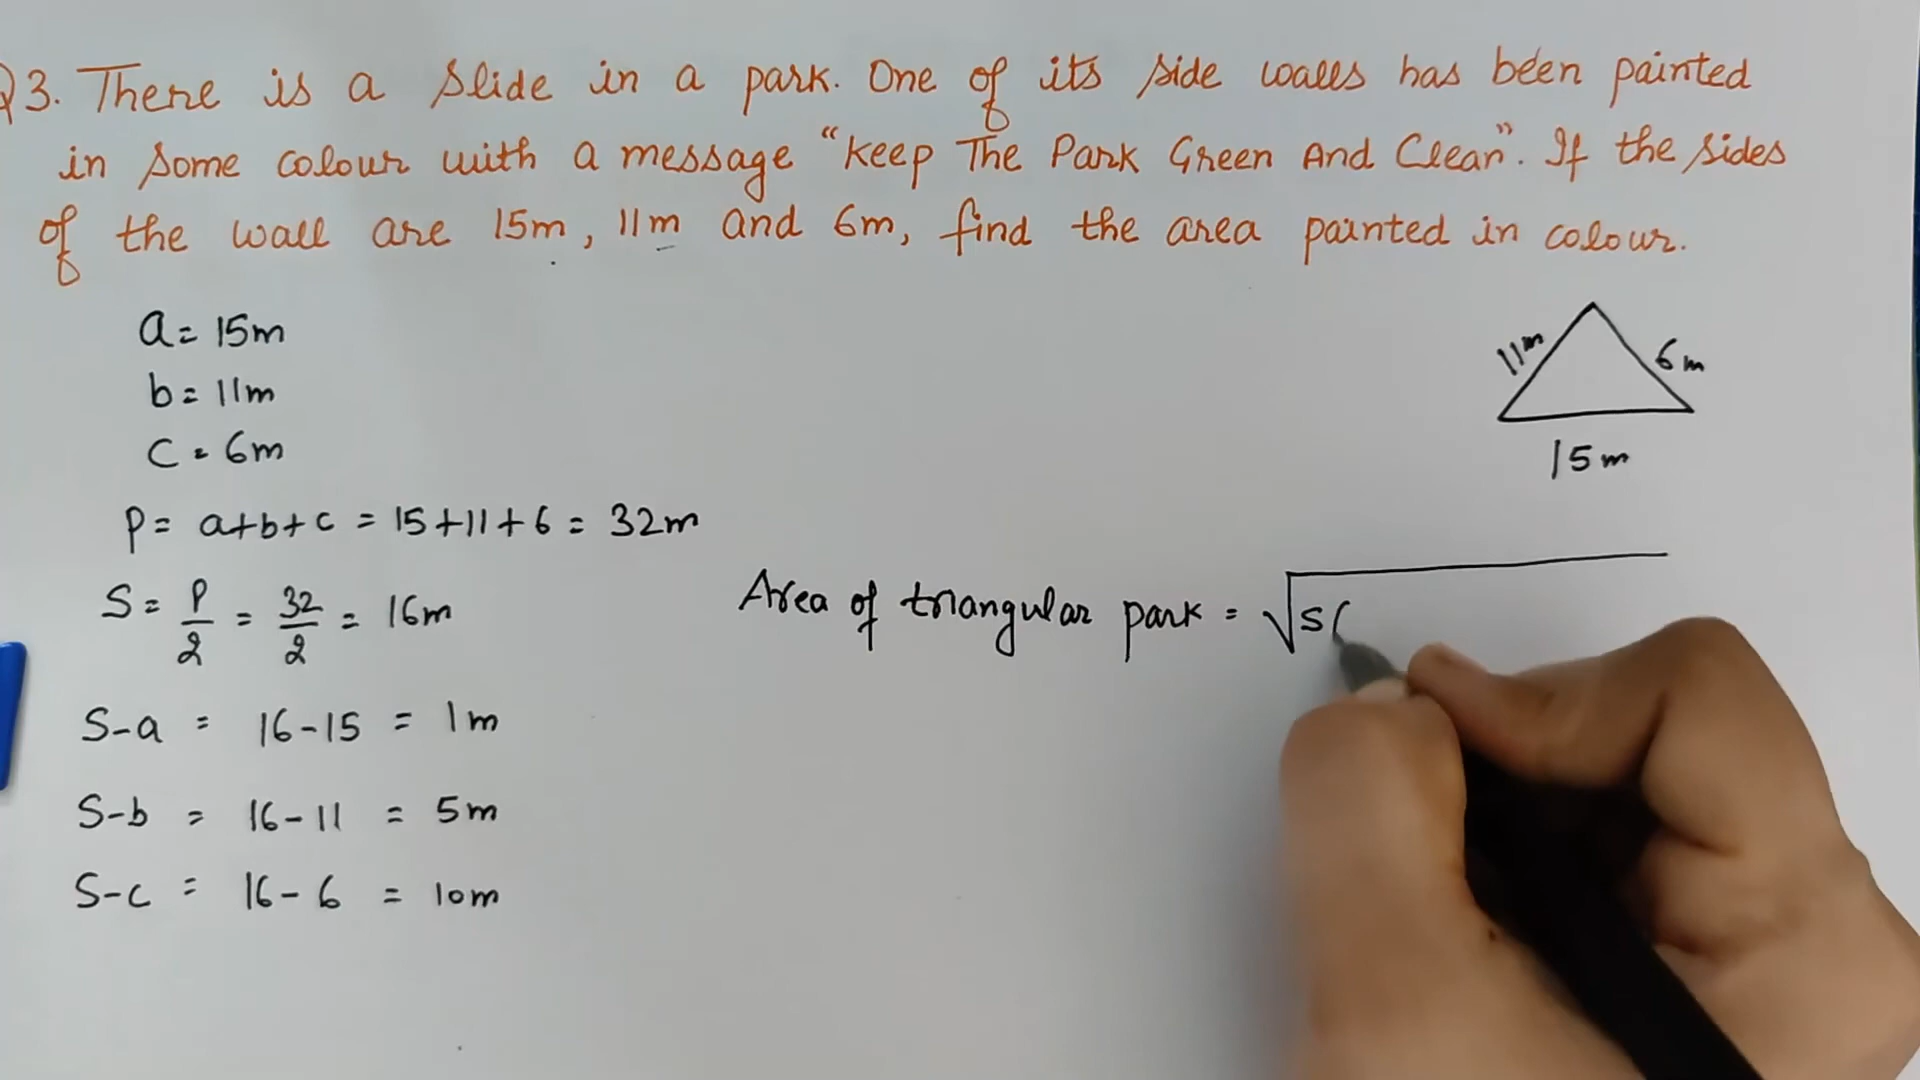 Q3. There is a slide in a park. One of its side walls has been painted
in some colour with a message "Keep The Park Green And Clean". If the sides
of the wall are 15m, 11m and 6m, find the area painted in colour.
a = 15m
b = 11m
c = 6m
11m
6m
15m
P = a+b+c = 15+11+6 = 32m
S = P/2 = 32/2 = 16m
Area of triangular park = √S(
S-a = 16-15 = 1m
S-b = 16-11 = 5m
S-c = 16-6 = 10m